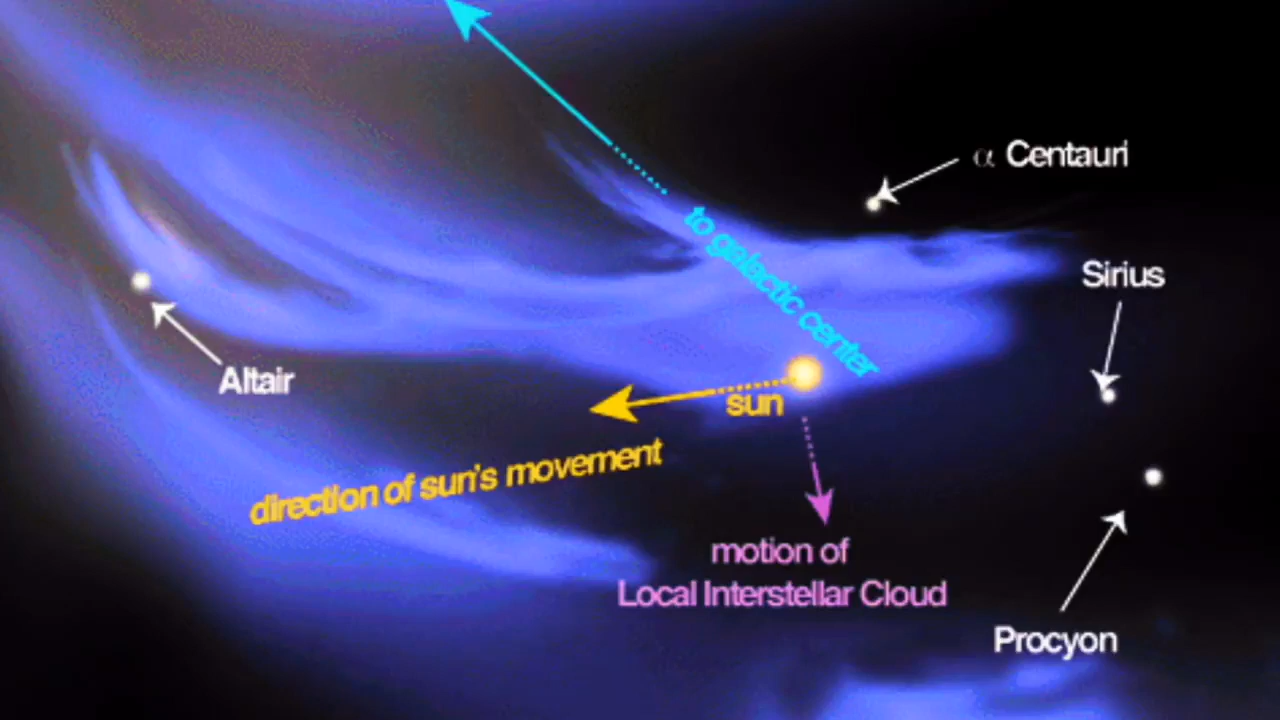 α Centauri
to galactic center
Sirius
Altair
sun
direction of sun's movement
motion of
Local Interstellar Cloud
Procyon